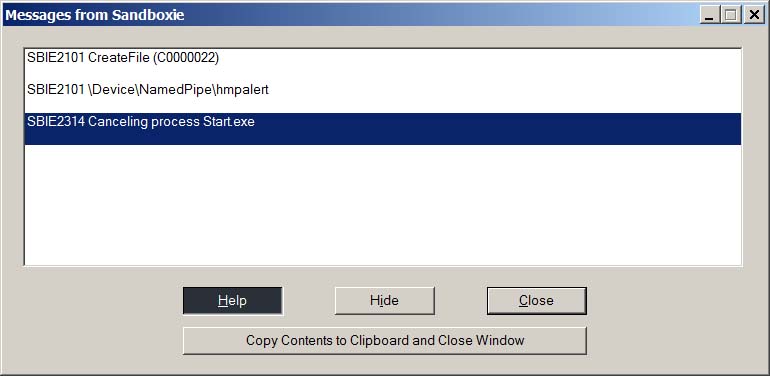 Messages from Sandboxie
SBIE2101 CreateFile (C0000022)
SBIE2101 \Device\NamedPipe\hmpalert
SBIE2314 Canceling process Start.exe
Help
Hide
Close
Copy Contents to Clipboard and Close Window